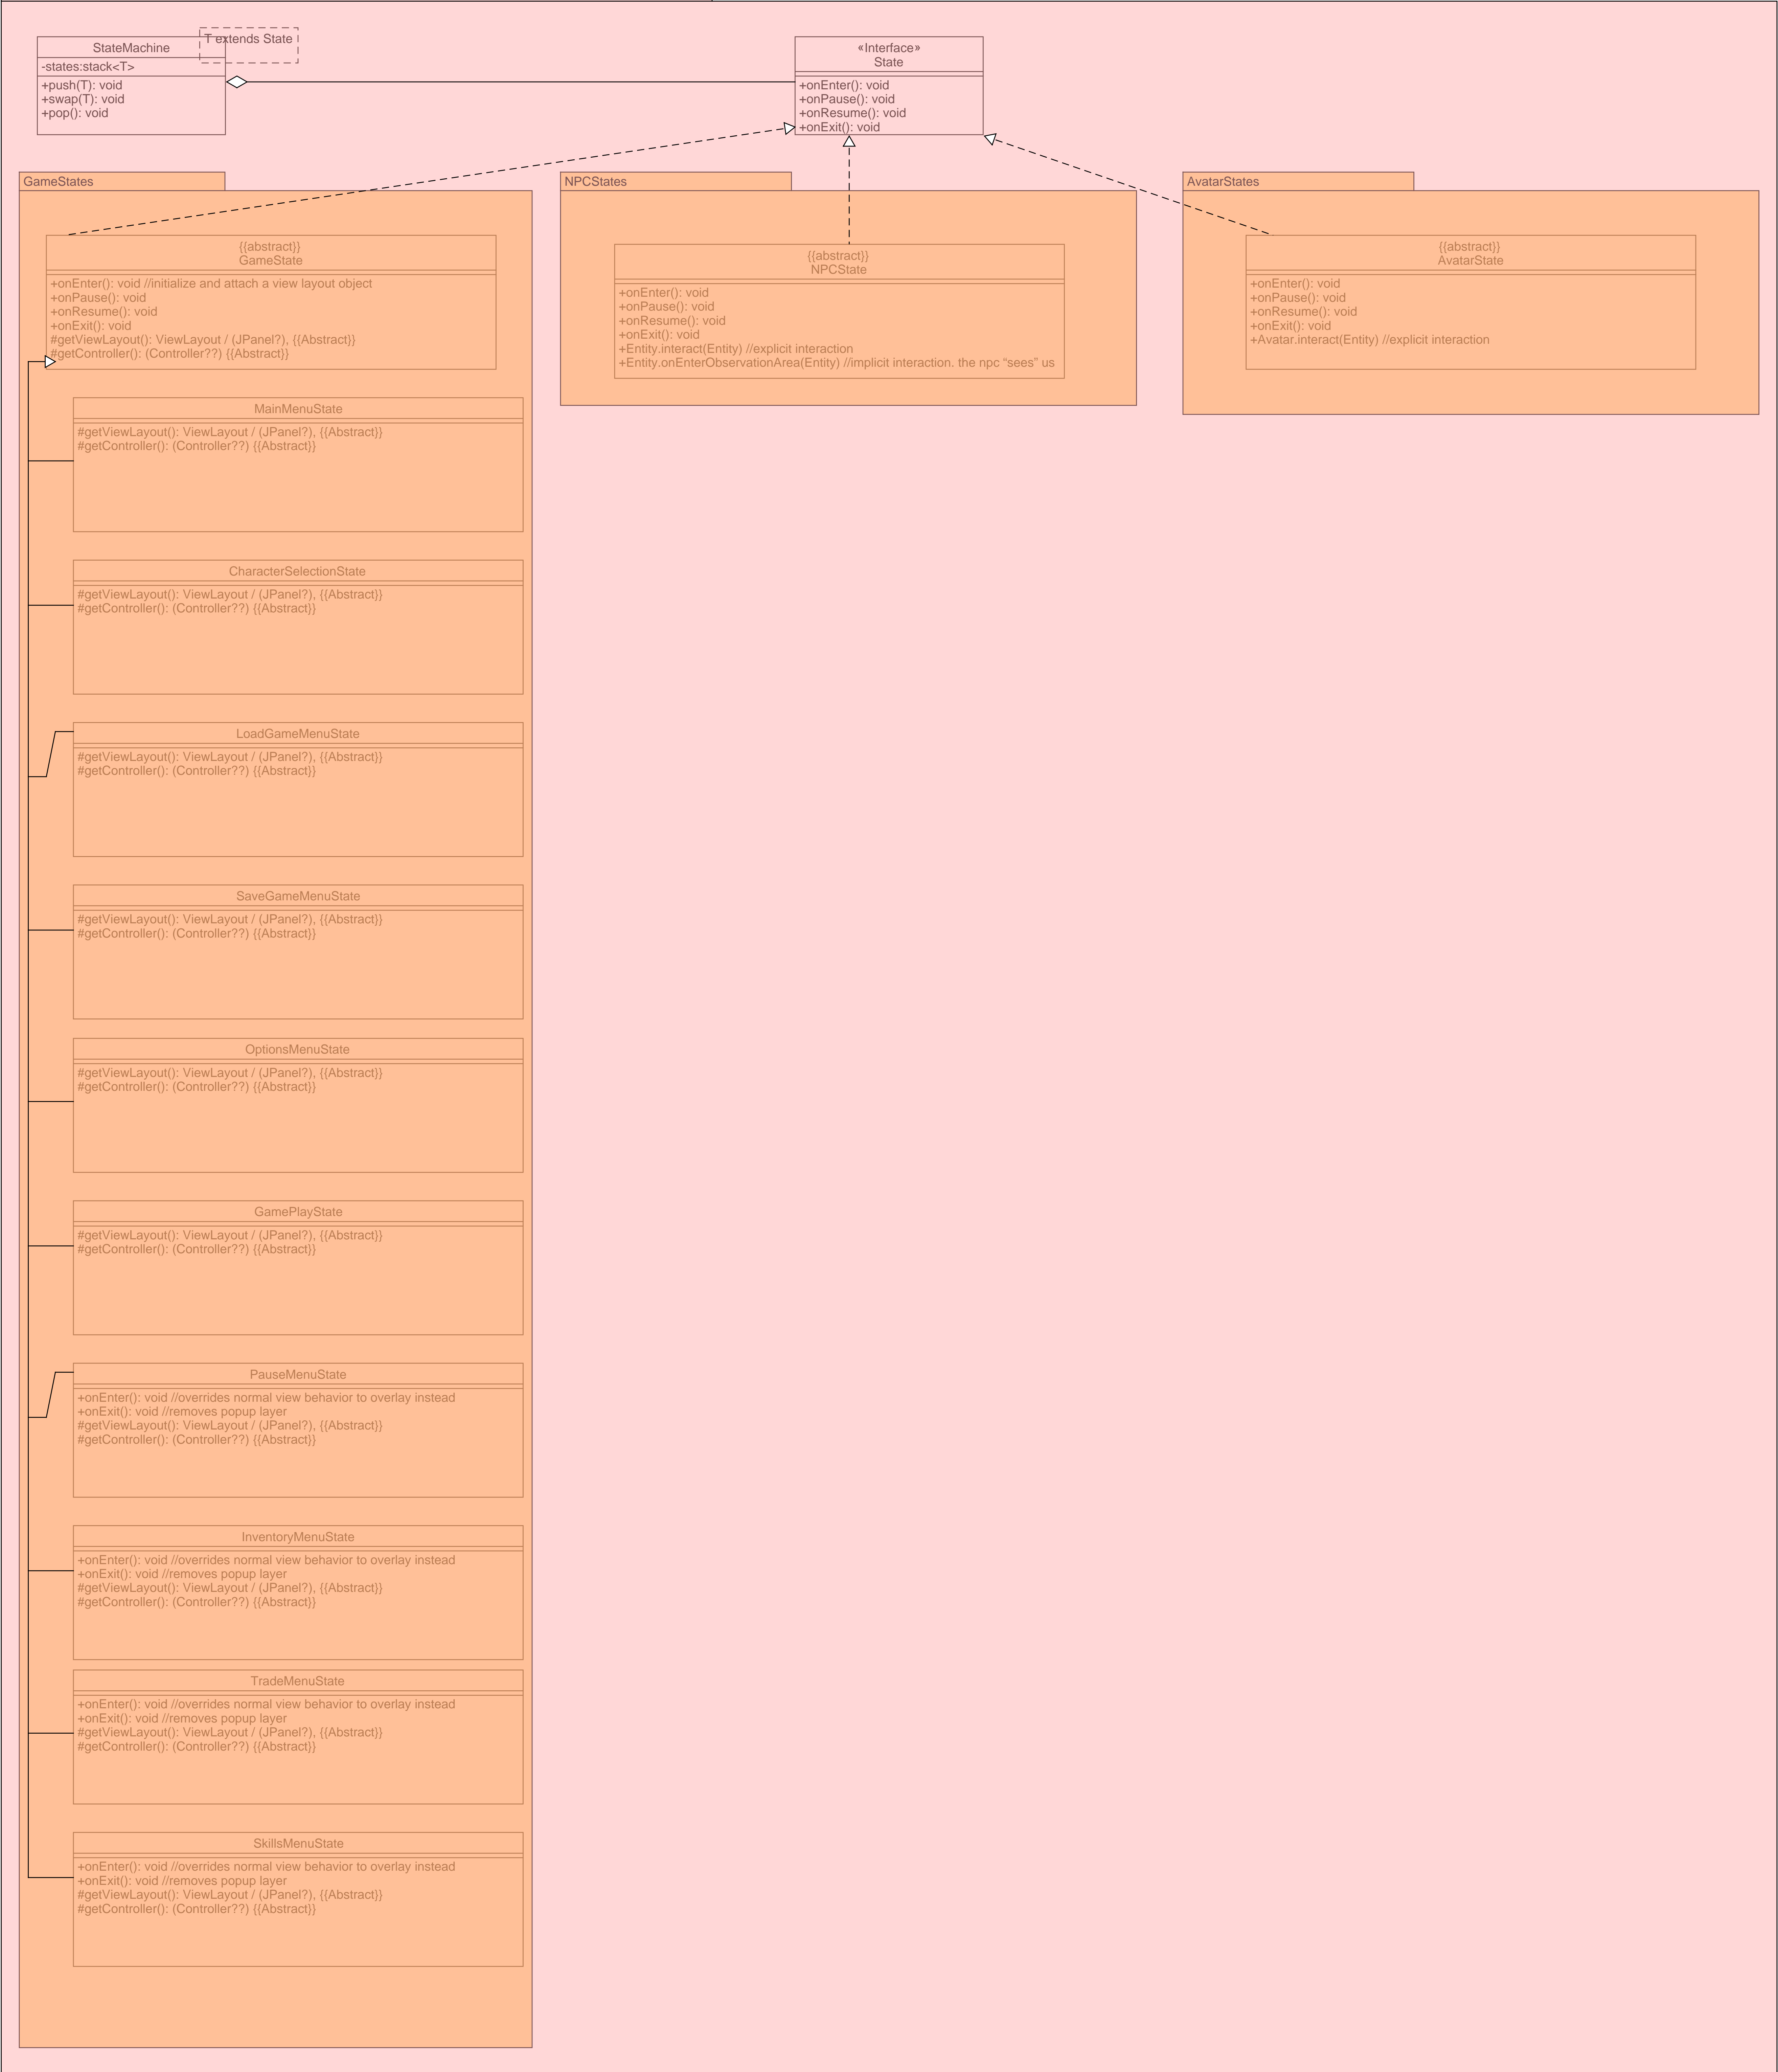 StateMachine
T extends State
-states:stack<T>
+push(T): void
+swap(T): void
+pop(): void
«Interface»
State
+onEnter(): void
+onPause(): void
+onResume(): void
+onExit(): void
GameStates
{{abstract}}
GameState
+onEnter(): void //initialize and attach a view layout object
+onPause(): void
+onResume(): void
+onExit(): void
#getViewLayout(): ViewLayout / (JPanel?), {{Abstract}}
#getController(): (Controller??) {{Abstract}}
MainMenuState
#getViewLayout(): ViewLayout / (JPanel?), {{Abstract}}
#getController(): (Controller??) {{Abstract}}
CharacterSelectionState
#getViewLayout(): ViewLayout / (JPanel?), {{Abstract}}
#getController(): (Controller??) {{Abstract}}
LoadGameMenuState
#getViewLayout(): ViewLayout / (JPanel?), {{Abstract}}
#getController(): (Controller??) {{Abstract}}
SaveGameMenuState
#getViewLayout(): ViewLayout / (JPanel?), {{Abstract}}
#getController(): (Controller??) {{Abstract}}
OptionsMenuState
#getViewLayout(): ViewLayout / (JPanel?), {{Abstract}}
#getController(): (Controller??) {{Abstract}}
GamePlayState
#getViewLayout(): ViewLayout / (JPanel?), {{Abstract}}
#getController(): (Controller??) {{Abstract}}
PauseMenuState
+onEnter(): void //overrides normal view behavior to overlay instead
+onExit(): void //removes popup layer
#getViewLayout(): ViewLayout / (JPanel?), {{Abstract}}
#getController(): (Controller??) {{Abstract}}
InventoryMenuState
+onEnter(): void //overrides normal view behavior to overlay instead
+onExit(): void //removes popup layer
#getViewLayout(): ViewLayout / (JPanel?), {{Abstract}}
#getController(): (Controller??) {{Abstract}}
TradeMenuState
+onEnter(): void //overrides normal view behavior to overlay instead
+onExit(): void //removes popup layer
#getViewLayout(): ViewLayout / (JPanel?), {{Abstract}}
#getController(): (Controller??) {{Abstract}}
SkillsMenuState
+onEnter(): void //overrides normal view behavior to overlay instead
+onExit(): void //removes popup layer
#getViewLayout(): ViewLayout / (JPanel?), {{Abstract}}
#getController(): (Controller??) {{Abstract}}
NPCStates
{{abstract}}
NPCState
+onEnter(): void
+onPause(): void
+onResume(): void
+onExit(): void
+Entity.interact(Entity) //explicit interaction
+Entity.onEnterObservationArea(Entity) //implicit interaction. the npc “sees” us
AvatarStates
{{abstract}}
AvatarState
+onEnter(): void
+onPause(): void
+onResume(): void
+onExit(): void
+Avatar.interact(Entity) //explicit interaction